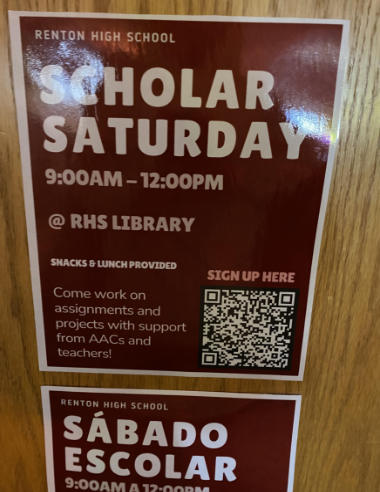 RENTON HIGH SCHOOL
SCHOLAR
SATURDAY
9:00AM – 12:00PM
@ RHS LIBRARY
SNACKS & LUNCH PROVIDED
SIGN UP HERE
Come work on
assignments and
projects with support
from AACs and
teachers!
RENTON HIGH SCHOOL
SÁBADO
ESCOLAR
9:00AM A 12:00PM